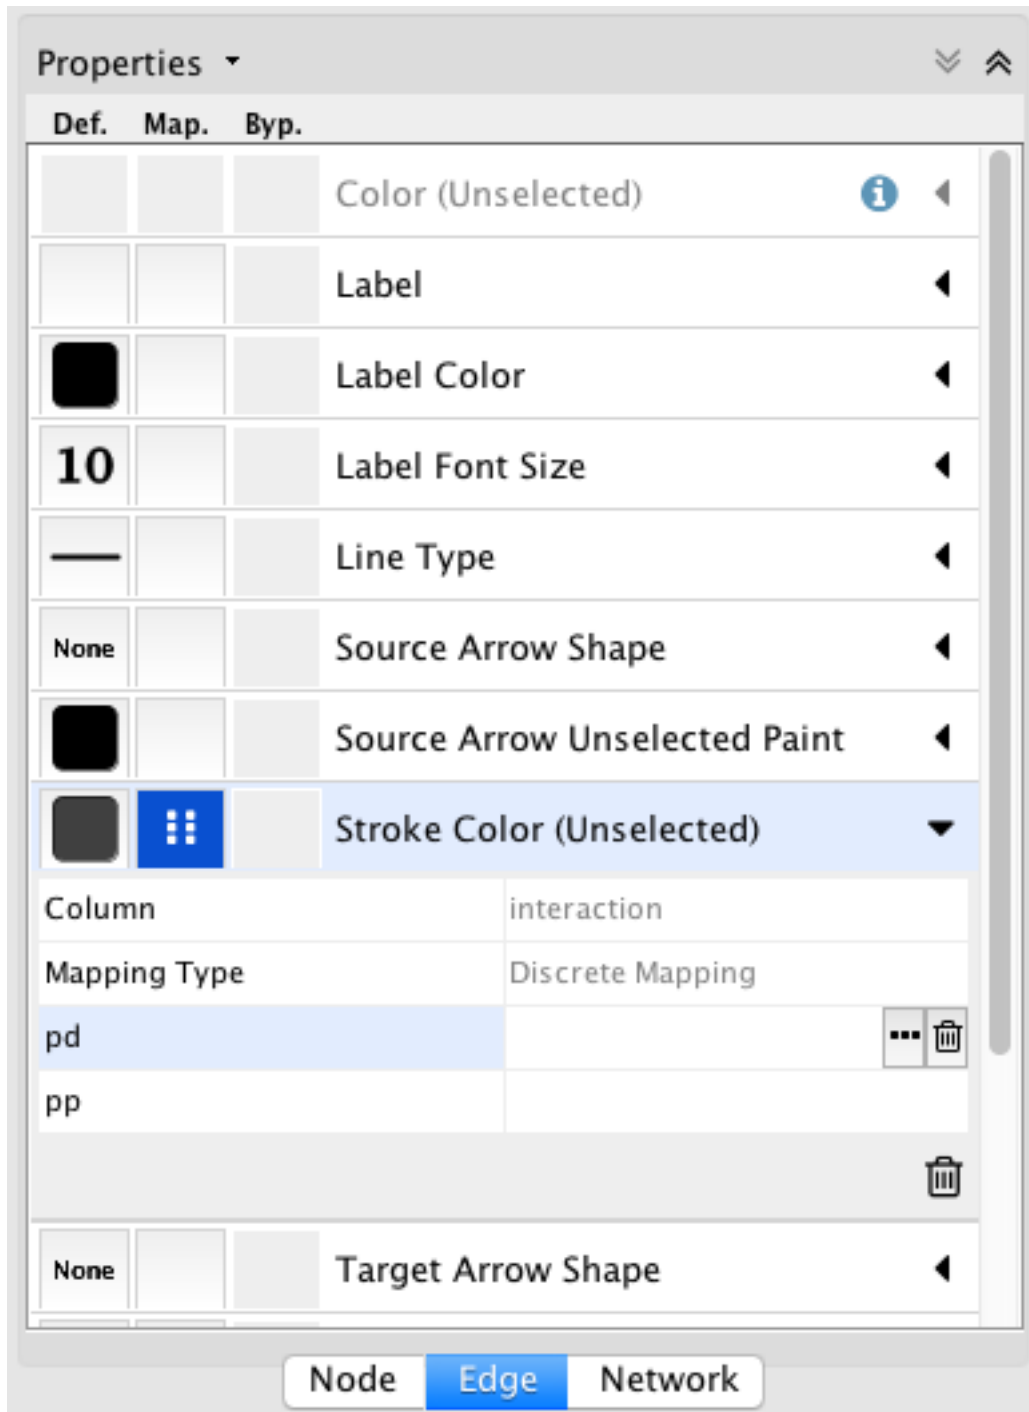 Properties
Def. Map. Byp.
Color (Unselected)
Label
Label Color
10 Label Font Size
Line Type
None Source Arrow Shape
Source Arrow Unselected Paint
Stroke Color (Unselected)
Column interaction
Mapping Type Discrete Mapping
pd
pp
None Target Arrow Shape
Node Edge Network